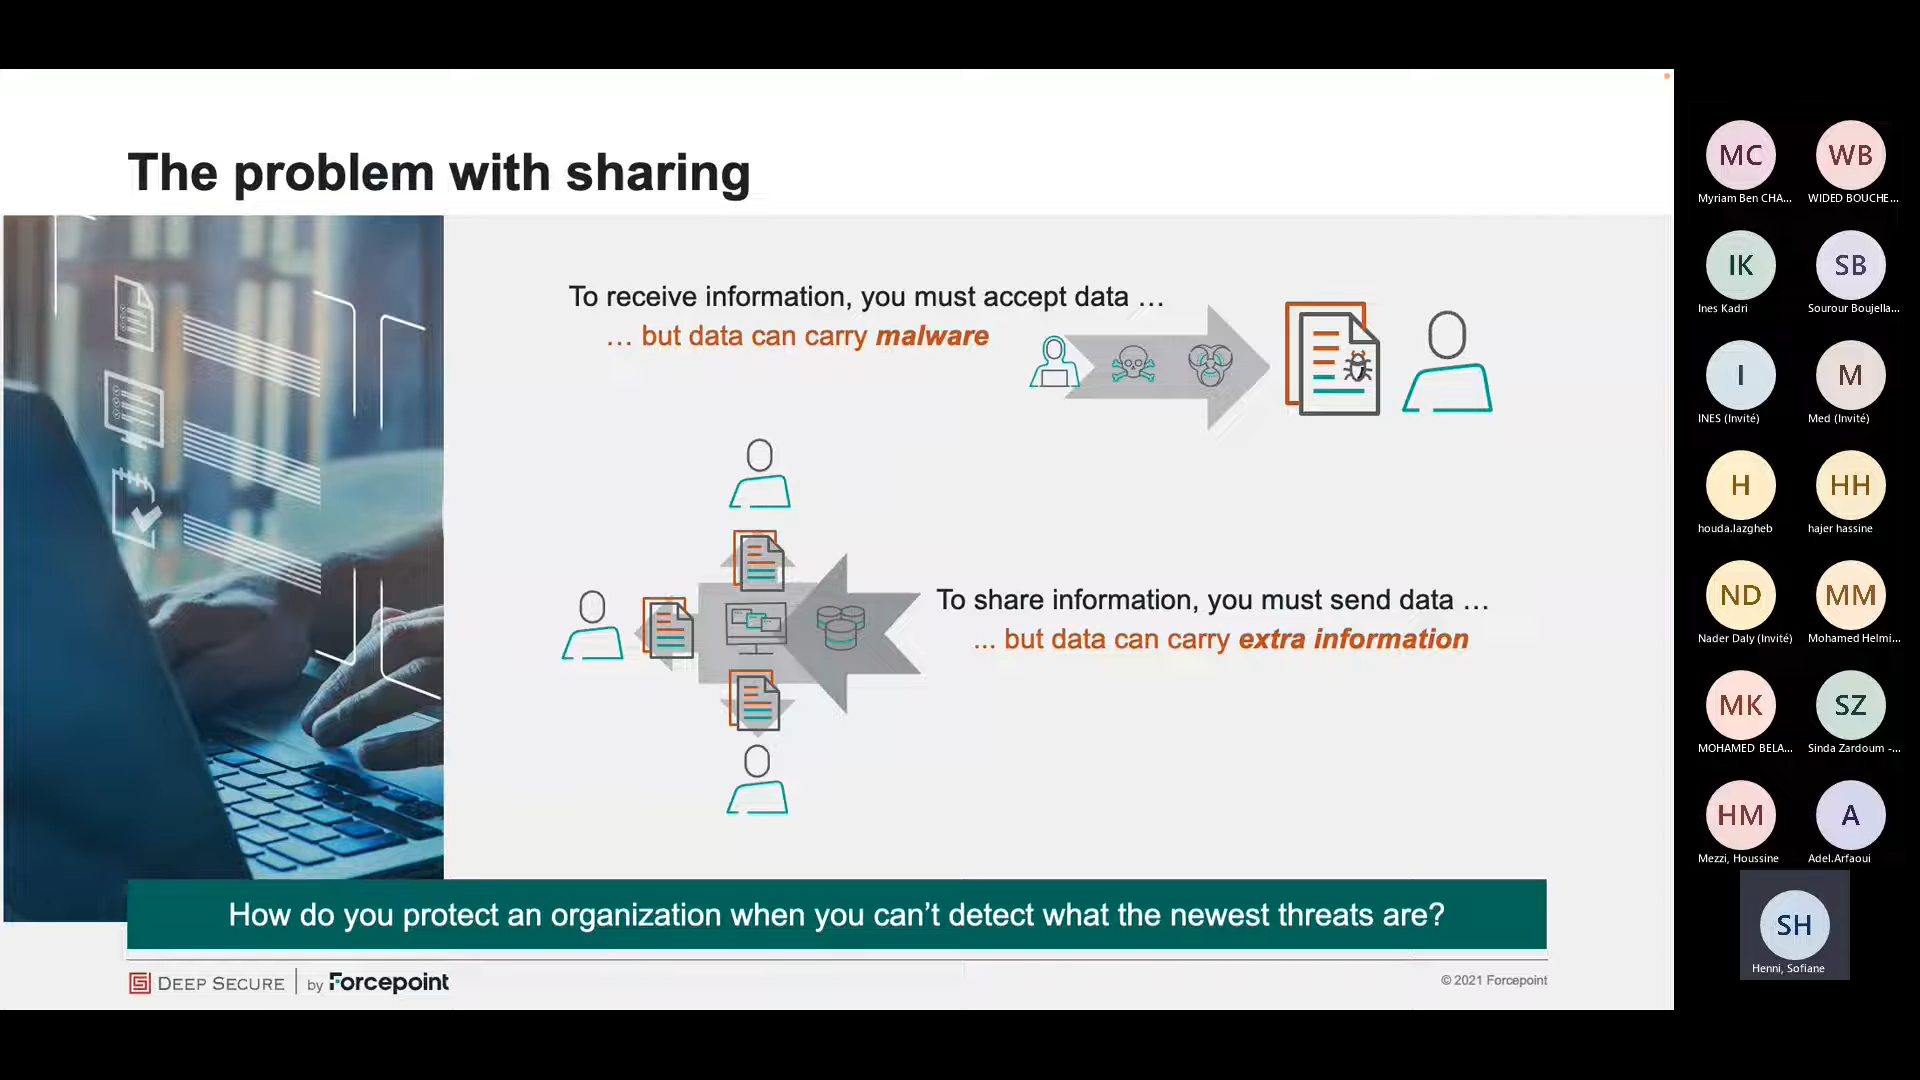 The problem with sharing
To receive information, you must accept data …
… but data can carry malware
To share information, you must send data …
... but data can carry extra information
How do you protect an organization when you can’t detect what the newest threats are?
DEEP SECURE | by Forcepoint
© 2021 Forcepoint
MC
Myriam Ben CHA...
WB
WIDED BOUCHE...
IK
Ines Kadri
SB
Sourour Boujella...
I
INES (Invité)
M
Med (Invité)
H
houda.lazgheb
HH
hajer hassine
ND
Nader Daly (Invité)
MM
Mohamed Helmi...
MK
MOHAMED BELA...
SZ
Sinda Zardoum -...
HM
Mezzi, Houssine
A
Adel.Arfaoui
SH
Henni, Sofiane